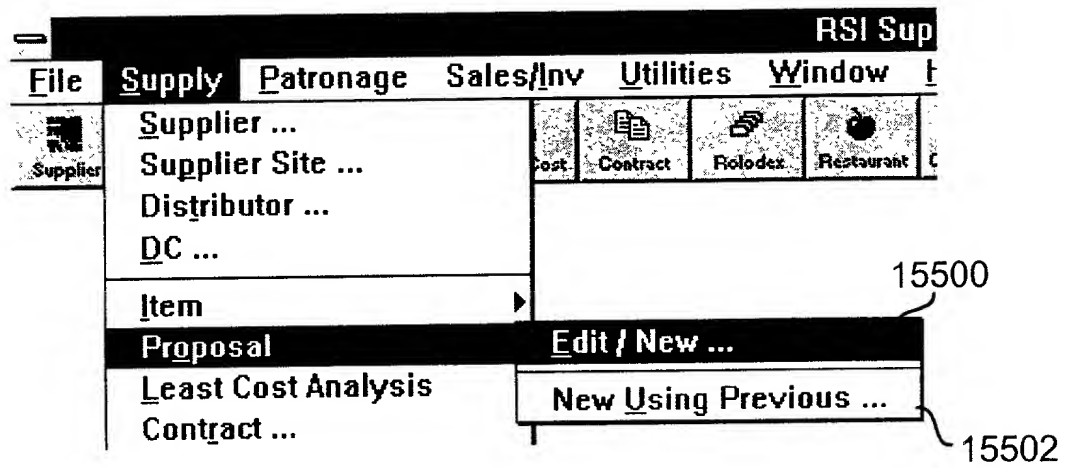 RSI Sup
File Supply Patronage Sales/Inv Utilities Window
Supplier Cost Contract Rolodex Restaurant
Supplier ...
Supplier Site ...
Distributor ...
DC ...
15500
Item
Proposal Edit / New ...
Least Cost Analysis
New Using Previous ...
Contract ...
15502